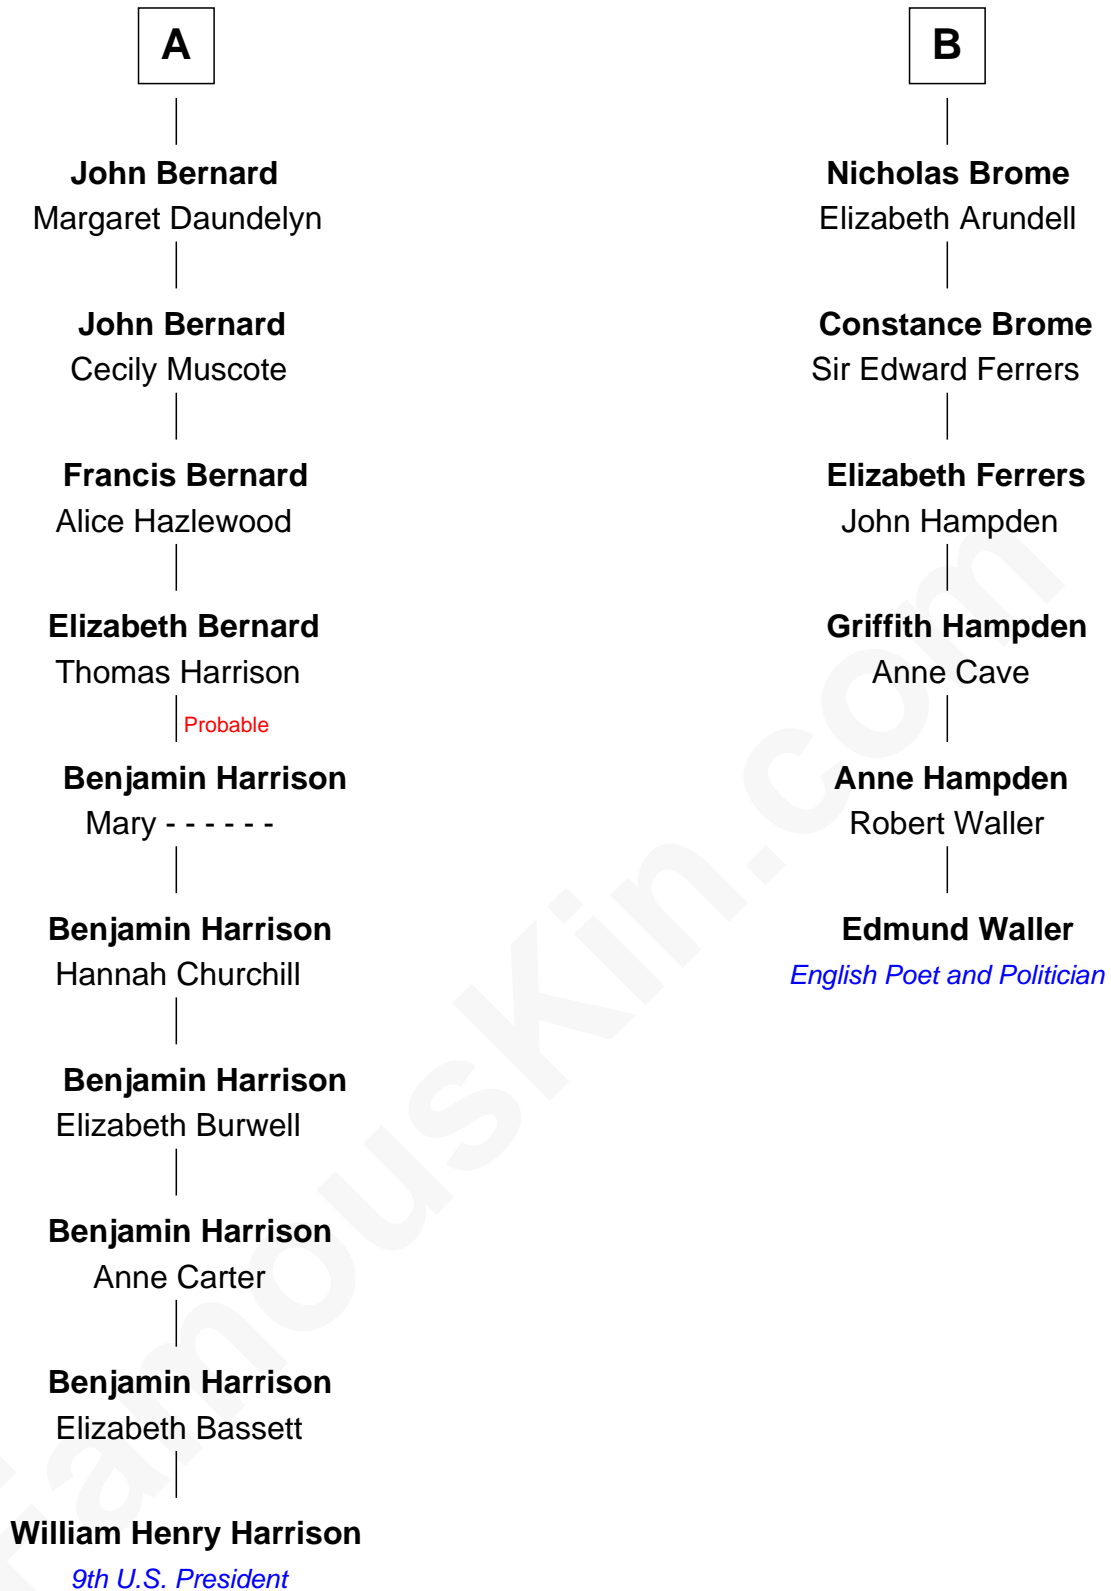 A
John Bernard
Margaret Daundelyn
John Bernard
Cecily Muscote
Francis Bernard
Alice Hazlewood
Elizabeth Bernard
Thomas Harrison
Probable
Benjamin Harrison
Mary - - - - - -
Benjamin Harrison
Hannah Churchill
Benjamin Harrison
Elizabeth Burwell
Benjamin Harrison
Anne Carter
Benjamin Harrison
Elizabeth Bassett
William Henry Harrison
9th U.S. President
B
Nicholas Brome
Elizabeth Arundell
Constance Brome
Sir Edward Ferrers
Elizabeth Ferrers
John Hampden
Griffith Hampden
Anne Cave
Anne Hampden
Robert Waller
Edmund Waller
English Poet and Politician
FamousKin.com